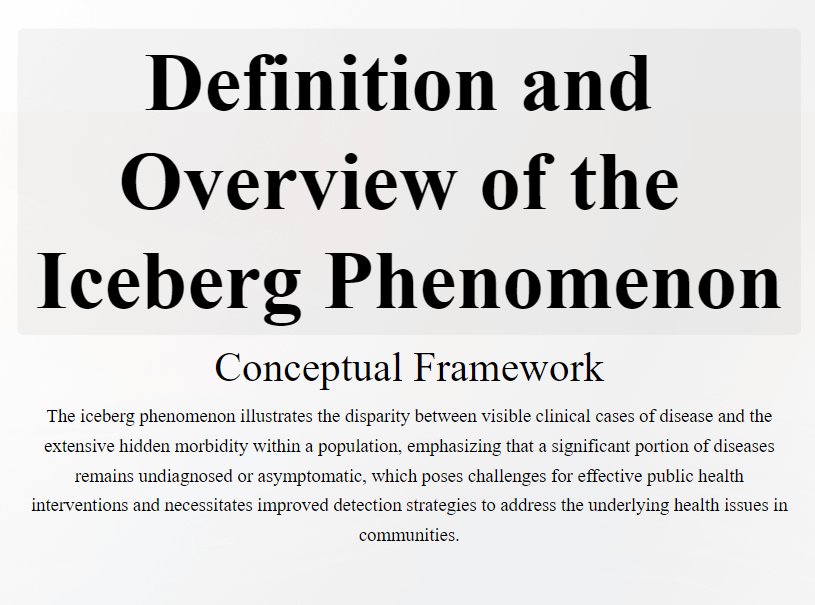 Definition and
Overview of the
Iceberg Phenomenon
Conceptual Framework
The iceberg phenomenon illustrates the disparity between visible clinical cases of disease and the
extensive hidden morbidity within a population, emphasizing that a significant portion of diseases
remains undiagnosed or asymptomatic, which poses challenges for effective public health
interventions and necessitates improved detection strategies to address the underlying health issues in
communities.